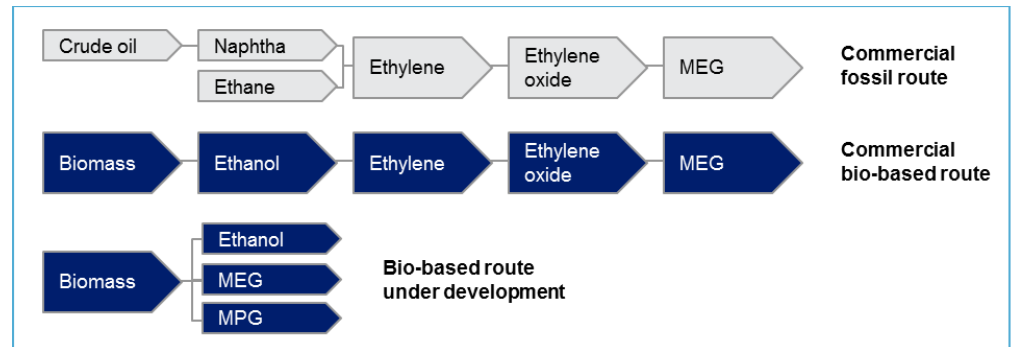 Crude oil
Naphtha
Ethane
Ethylene
Ethylene
oxide
MEG
Commercial
fossil route
Biomass
Ethanol
Ethylene
Ethylene
oxide
MEG
Commercial
bio-based route
Biomass
Ethanol
MEG
MPG
Bio-based route
under development